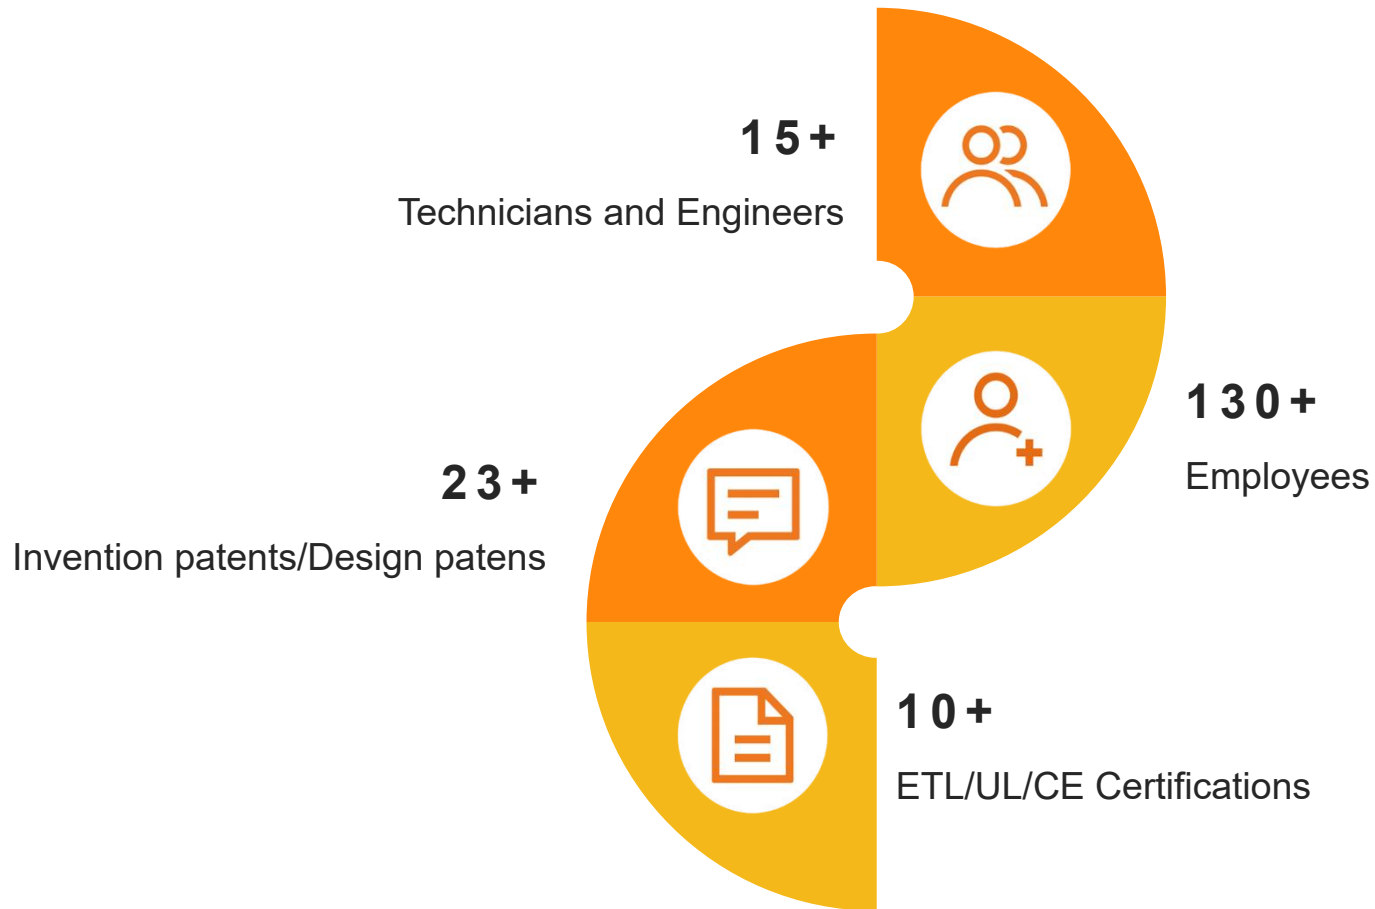 15+
Technicians and Engineers
130+
Employees
23+
Invention patents/Design patens
10+
ETL/UL/CE Certifications